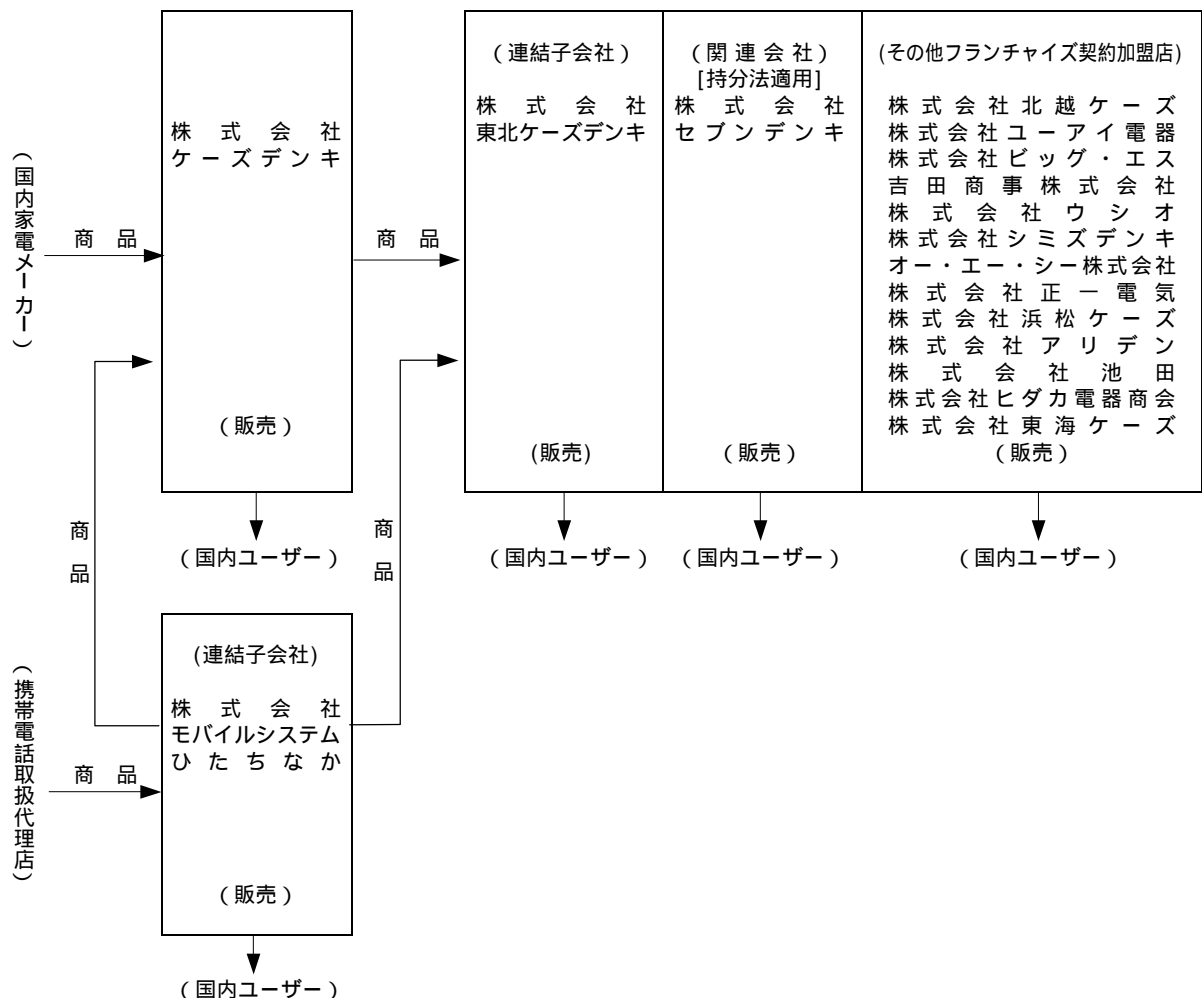 （国内家電メーカー）
商品
株式会社
ケーズデンキ
（販売）
（国内ユーザー）
商品
（連結子会社）
株式会社
東北ケーズデンキ
(販売)
（国内ユーザー）
（関連会社）
[持分法適用]
株式会社
セブンデンキ
（販売）
（国内ユーザー）
(その他フランチャイズ契約加盟店)
株式会社北越ケーズ
株式会社ユーアイ電器
株式会社ビッグ・エス
吉田商事株式会社
株式会社ウシオ
株式会社シミズデンキ
オー・エー・シー株式会社
株式会社正一電気
株式会社浜松ケーズ
株式会社アリデン
株式会社池田
株式会社ヒダカ電器商会
株式会社東海ケーズ
（販売）
（国内ユーザー）
商品
商品
（携帯電話取扱代理店）
商品
(連結子会社)
株式会社
モバイルシステム
ひたちなか
（販売）
（国内ユーザー）